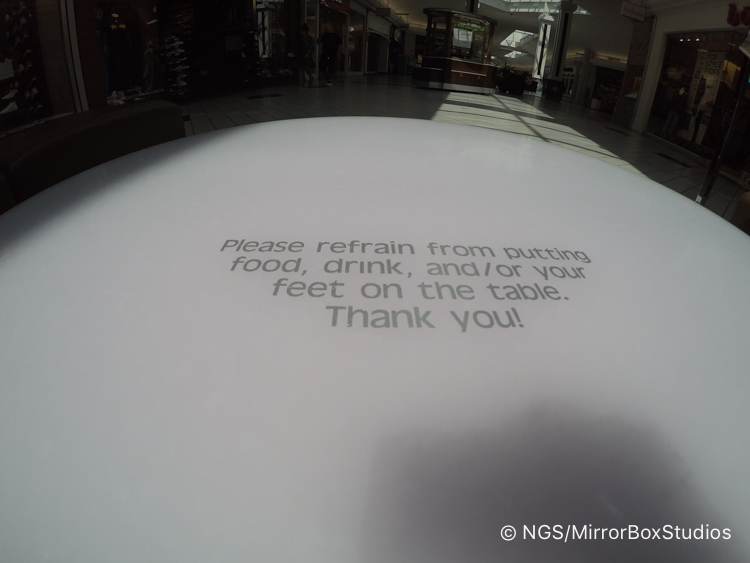 Please refrain from putting
food, drink, and/or your
feet on the table.
Thank you!
© NGS/MirrorBoxStudios